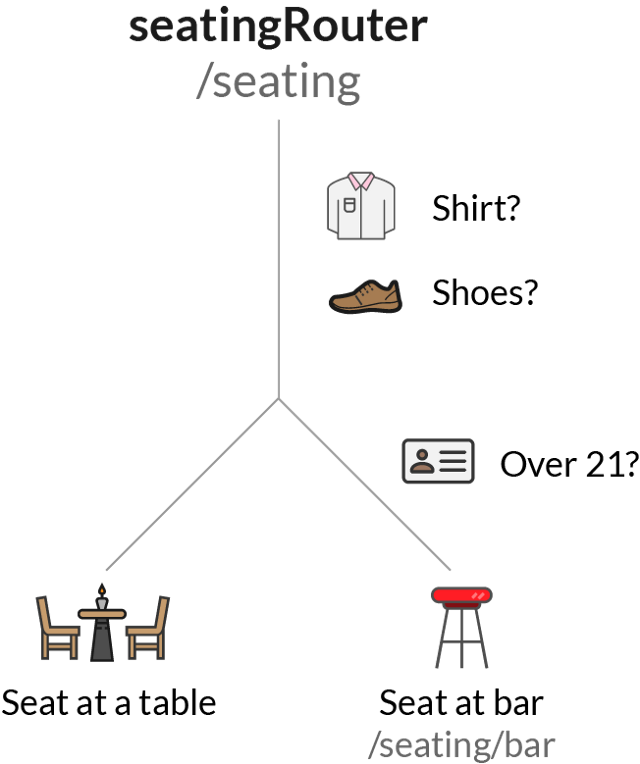 seatingRouter
/seating
Shirt?
Shoes?
Over 21?
Seat at a table
Seat at bar
/seating/bar